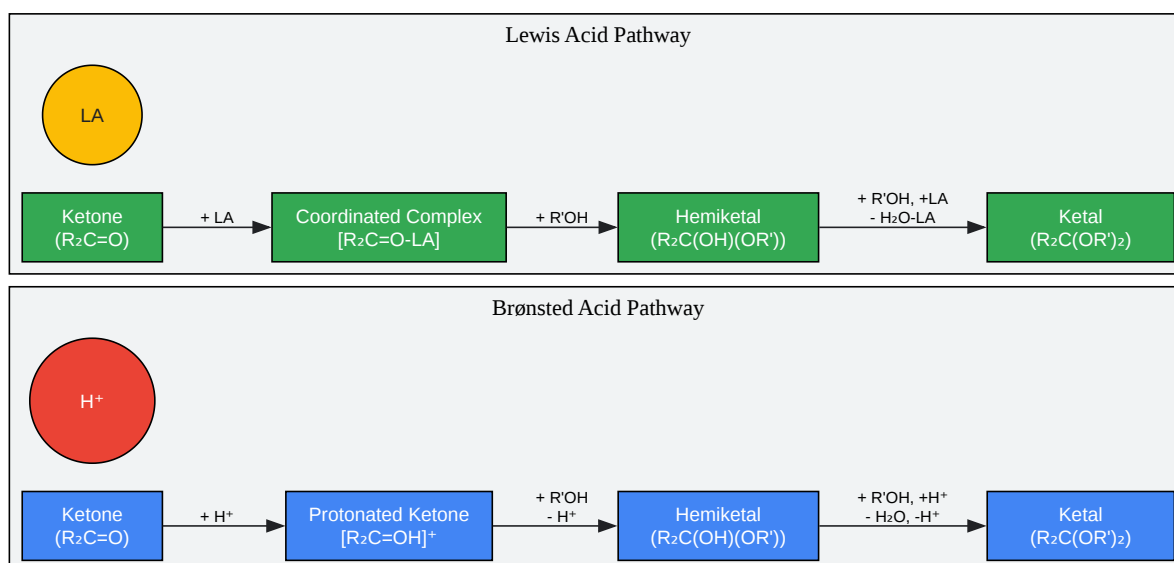 Lewis Acid Pathway
LA
Ketone
(R₂C=O)
+ LA
Coordinated Complex
[R₂C=O-LA]
+ R'OH
Hemiketal
(R₂C(OH)(OR'))
+ R'OH, +LA
- H₂O-LA
Ketal
(R₂C(OR')₂)
Brønsted Acid Pathway
H⁺
Ketone
(R₂C=O)
+ H⁺
Protonated Ketone
[R₂C=OH]⁺
+ R'OH
- H⁺
Hemiketal
(R₂C(OH)(OR'))
+ R'OH, +H⁺
- H₂O, -H⁺
Ketal
(R₂C(OR')₂)